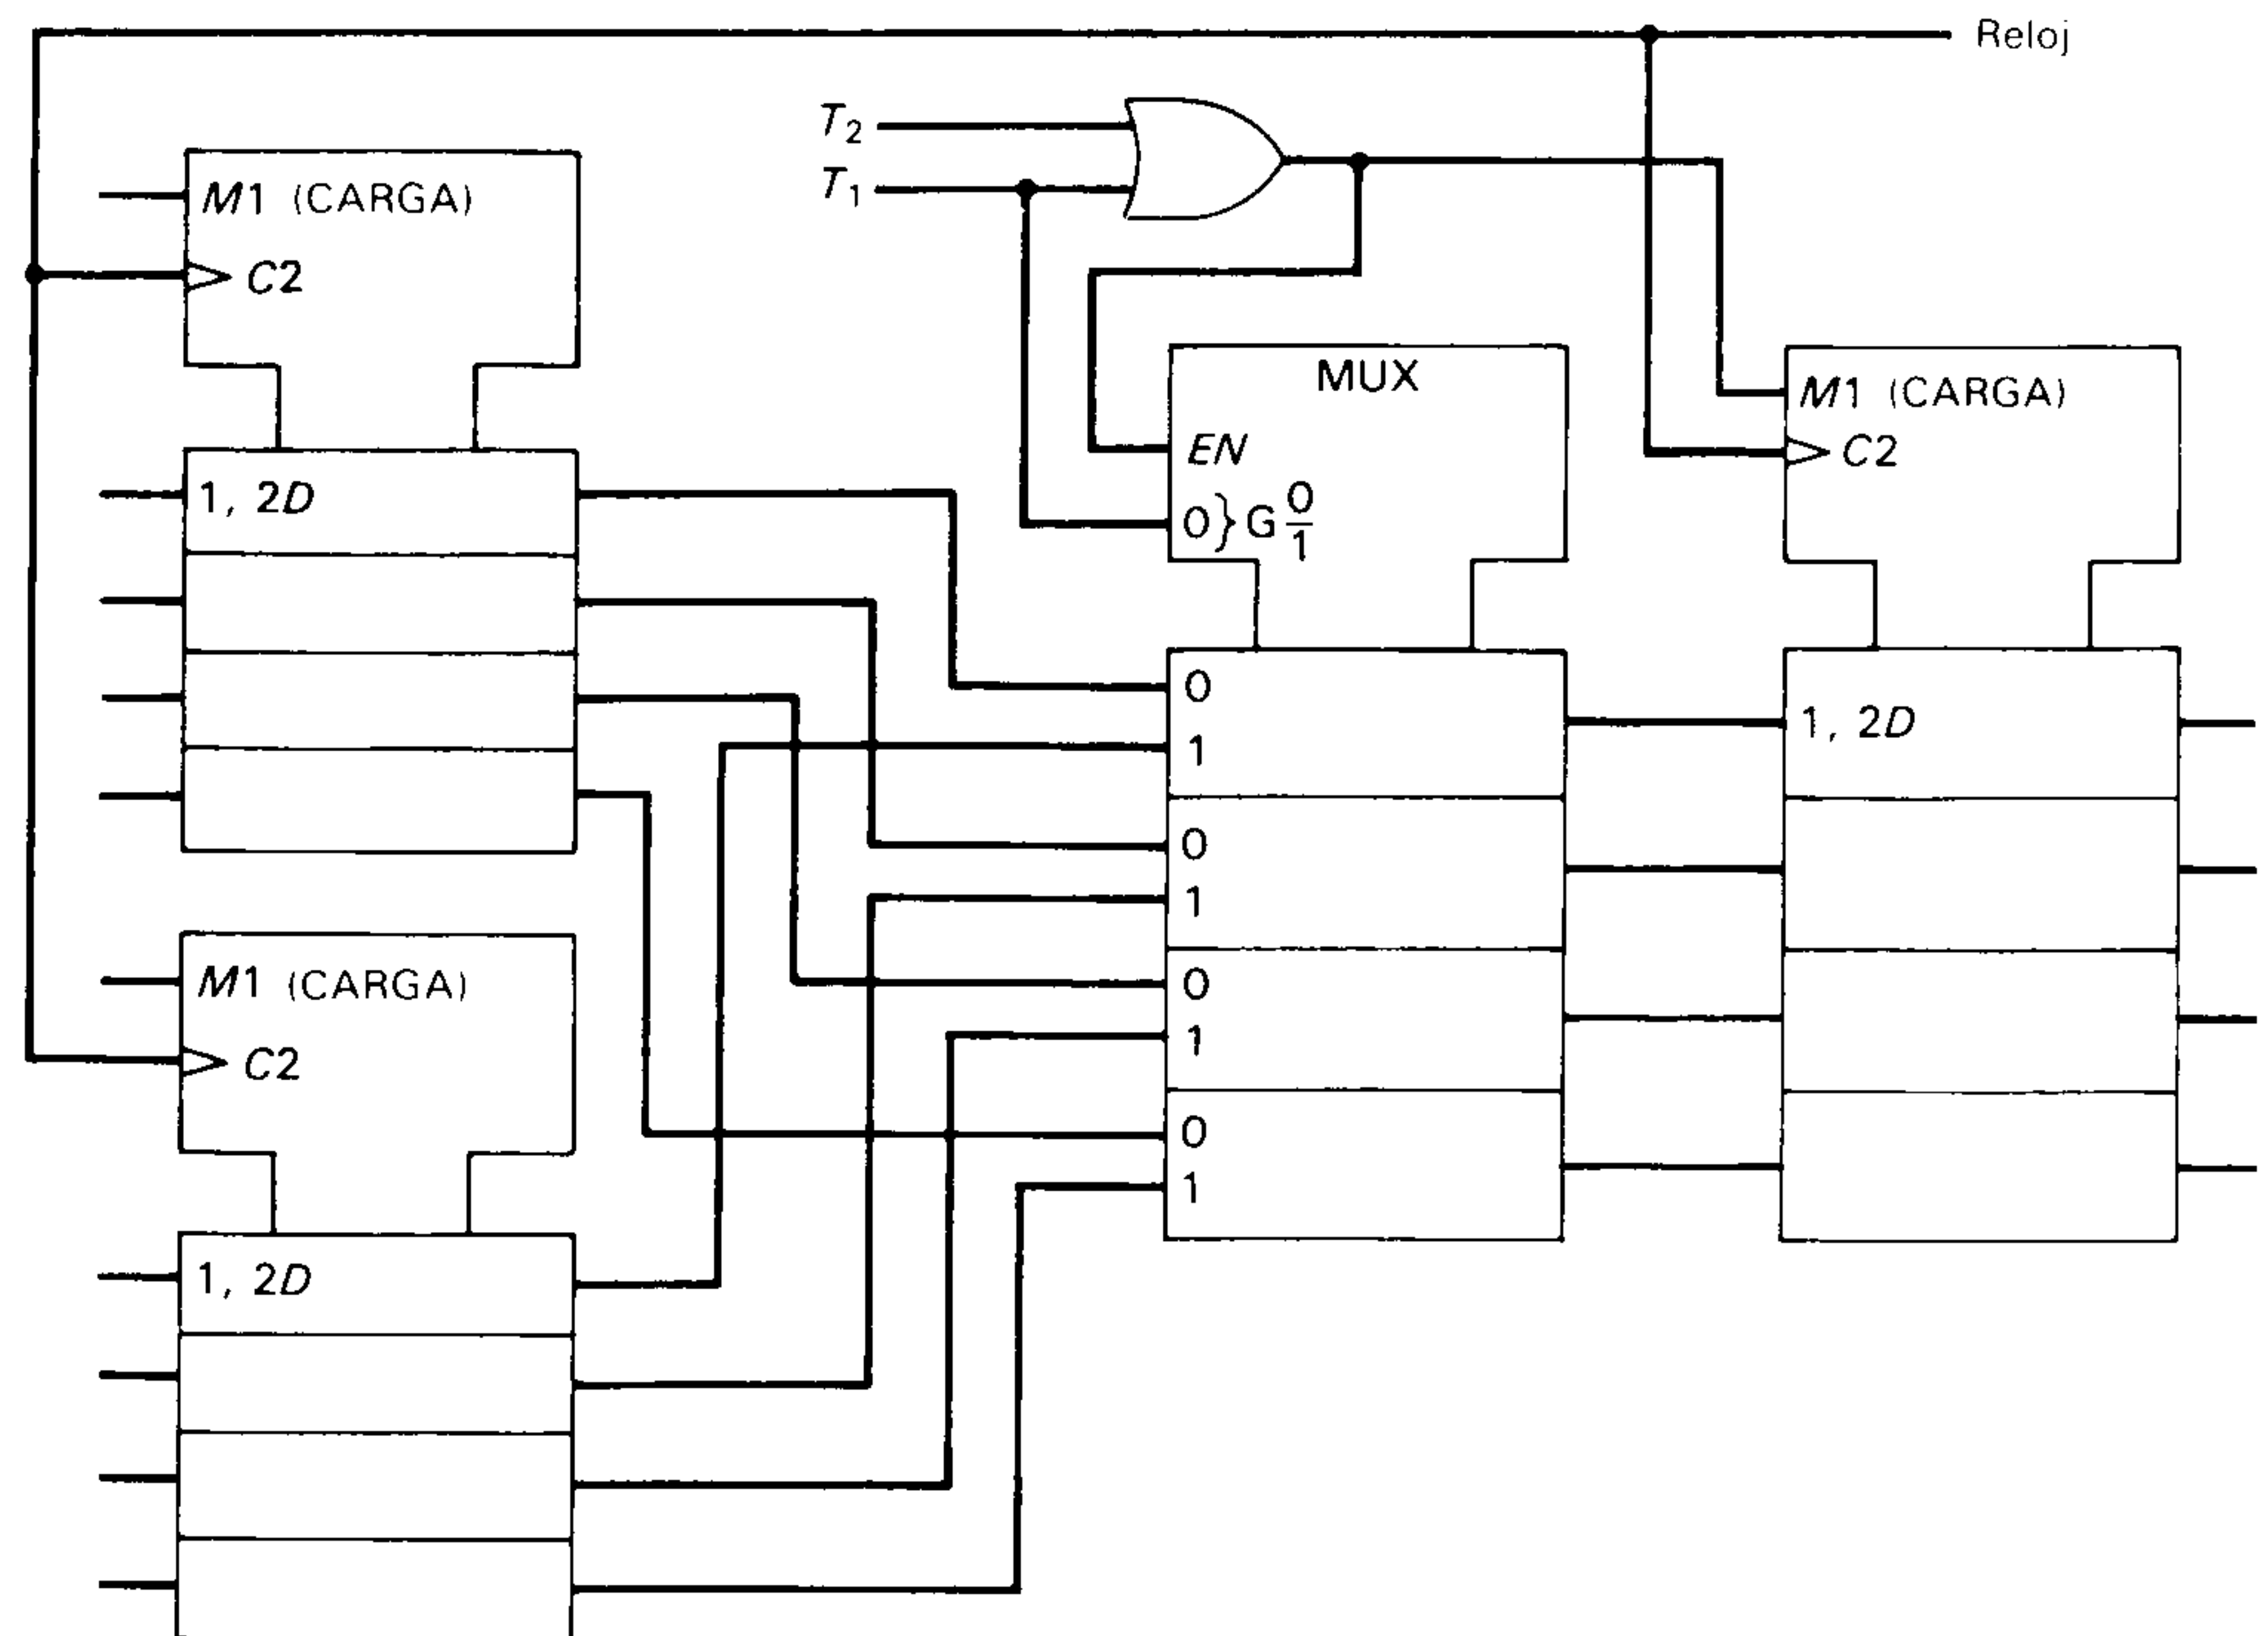 Reloj
T2
T1
M1 (CARGA)
C2
1, 2D
MUX
EN
0}G 0/1
M1 (CARGA)
C2
0
1
0
1
0
1
0
1
1, 2D
M1 (CARGA)
C2
1, 2D